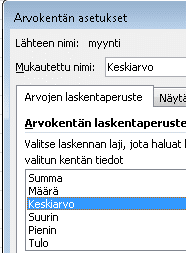 Arvokentän asetukset
Lähteen nimi: myynti
Mukautettu nimi: Keskiarvo
Arvojen laskentaperuste Näytä
Arvokentän laskentaperuste
Valitse laskennan laji, jota haluat
valitun kentän tiedot
Summa
Määrä
Keskiarvo
Suurin
Pienin
Tulo